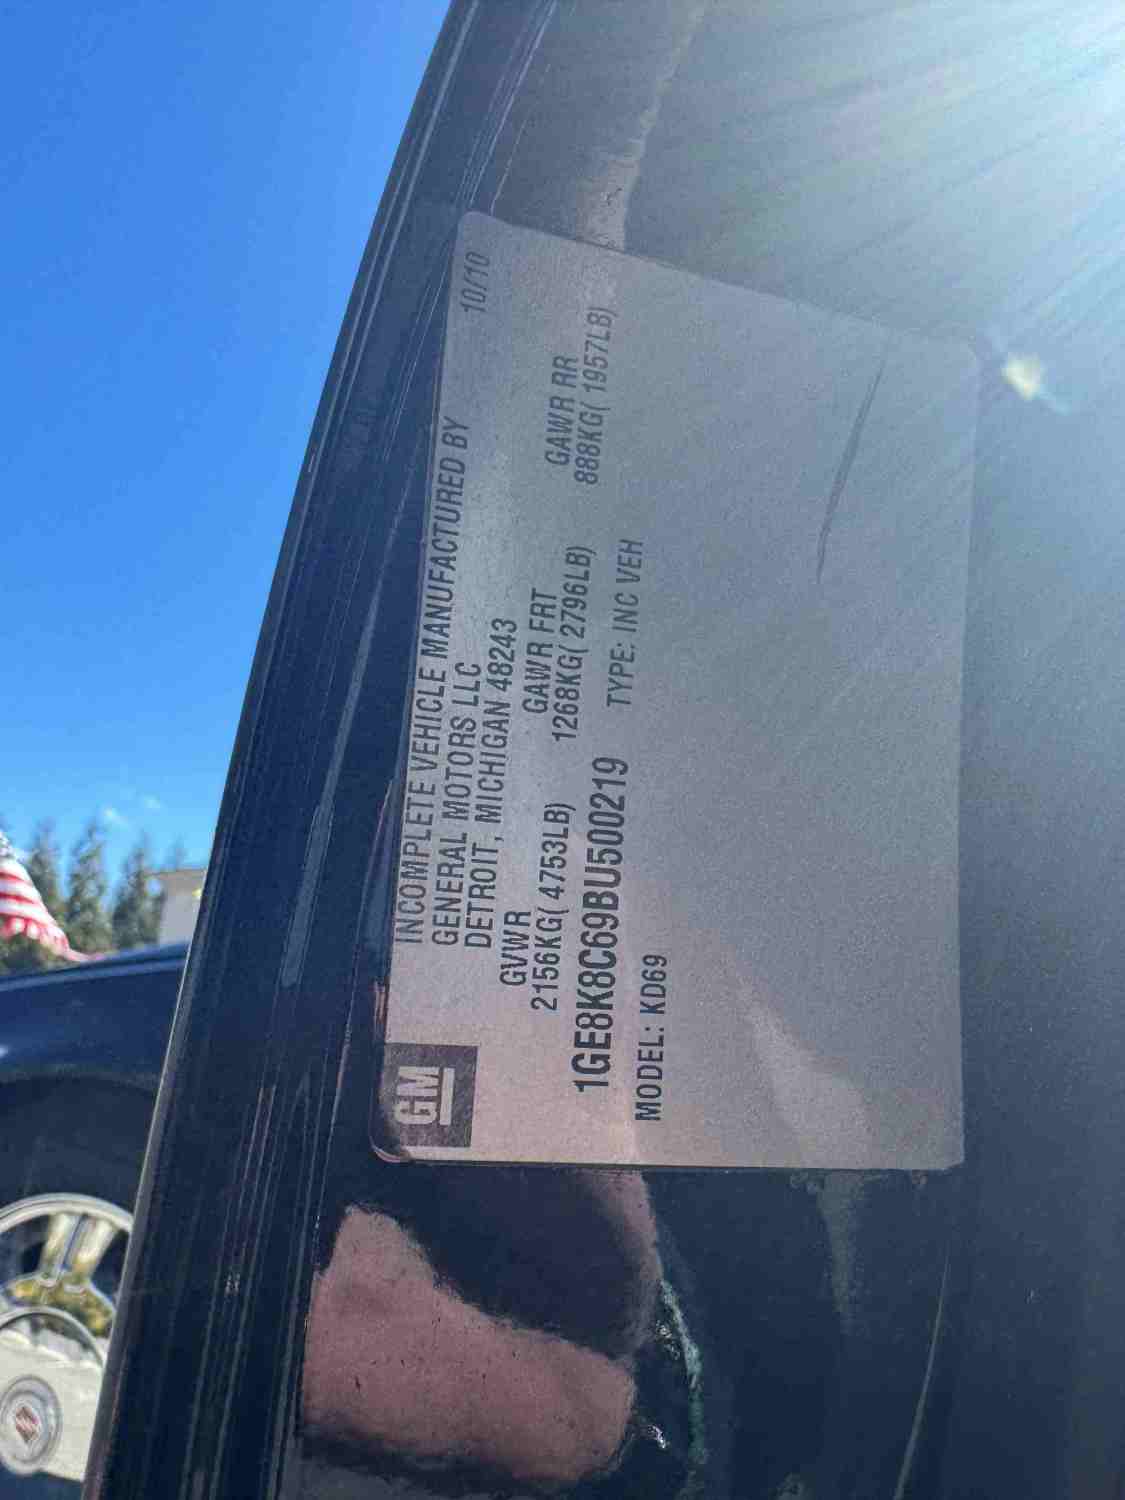 GM
INCOMPLETE VEHICLE MANUFACTURED BY 10/10
GENERAL MOTORS LLC
DETROIT, MICHIGAN 48243
GVWR GAWR FRT GAWR RR
2156KG( 4753LB) 1268KG( 2796LB) 888KG( 1957LB)
1GE8K8C69BU500219 TYPE: INC VEH
MODEL: KD69